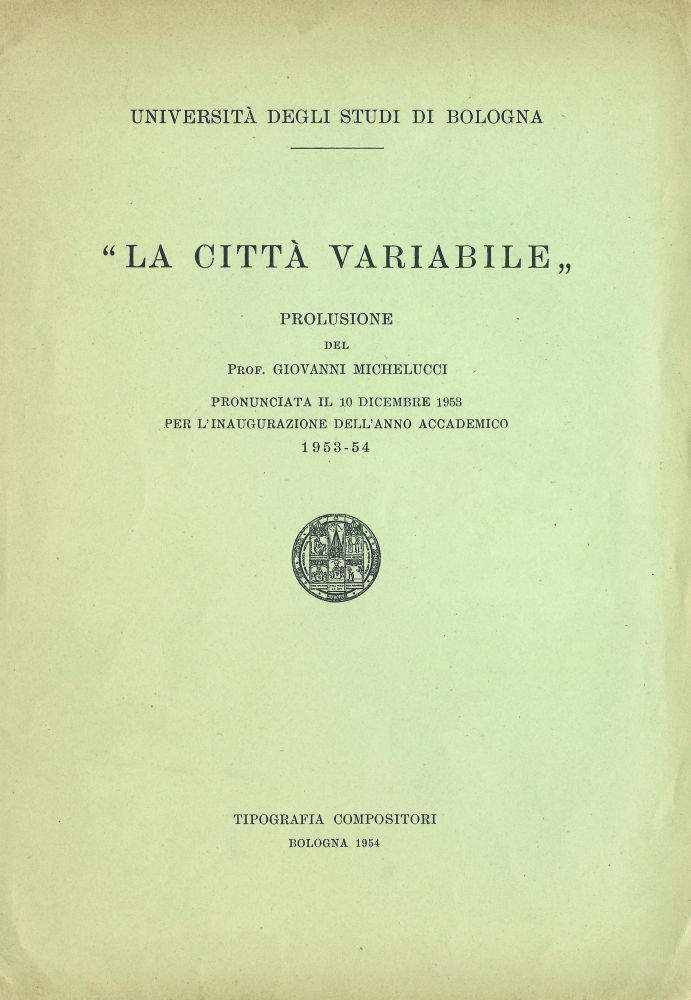 UNIVERSITÀ DEGLI STUDI DI BOLOGNA
“LA CITTÀ VARIABILE„
PROLUSIONE
DEL
PROF. GIOVANNI MICHELUCCI
PRONUNCIATA IL 10 DICEMBRE 1953
PER L'INAUGURAZIONE DELL'ANNO ACCADEMICO
1953-54
TIPOGRAFIA COMPOSITORI
BOLOGNA 1954